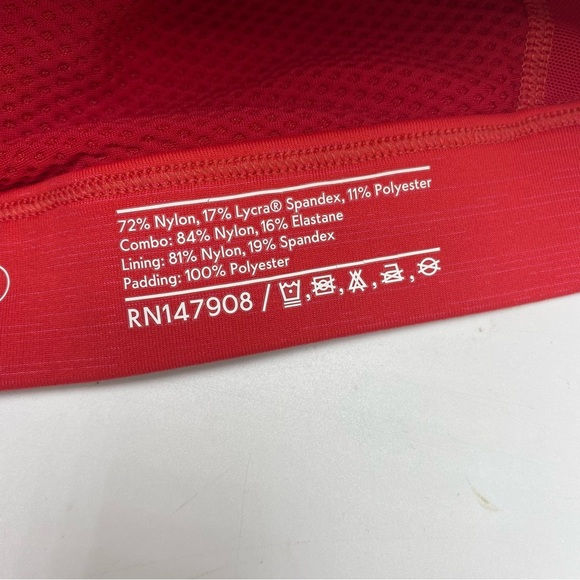 72% Nylon, 17% Lycra® Spandex, 11% Polyester
Combo: 84% Nylon, 16% Elastane
Lining: 81% Nylon, 19% Spandex
Padding: 100% Polyester
RN147908 /